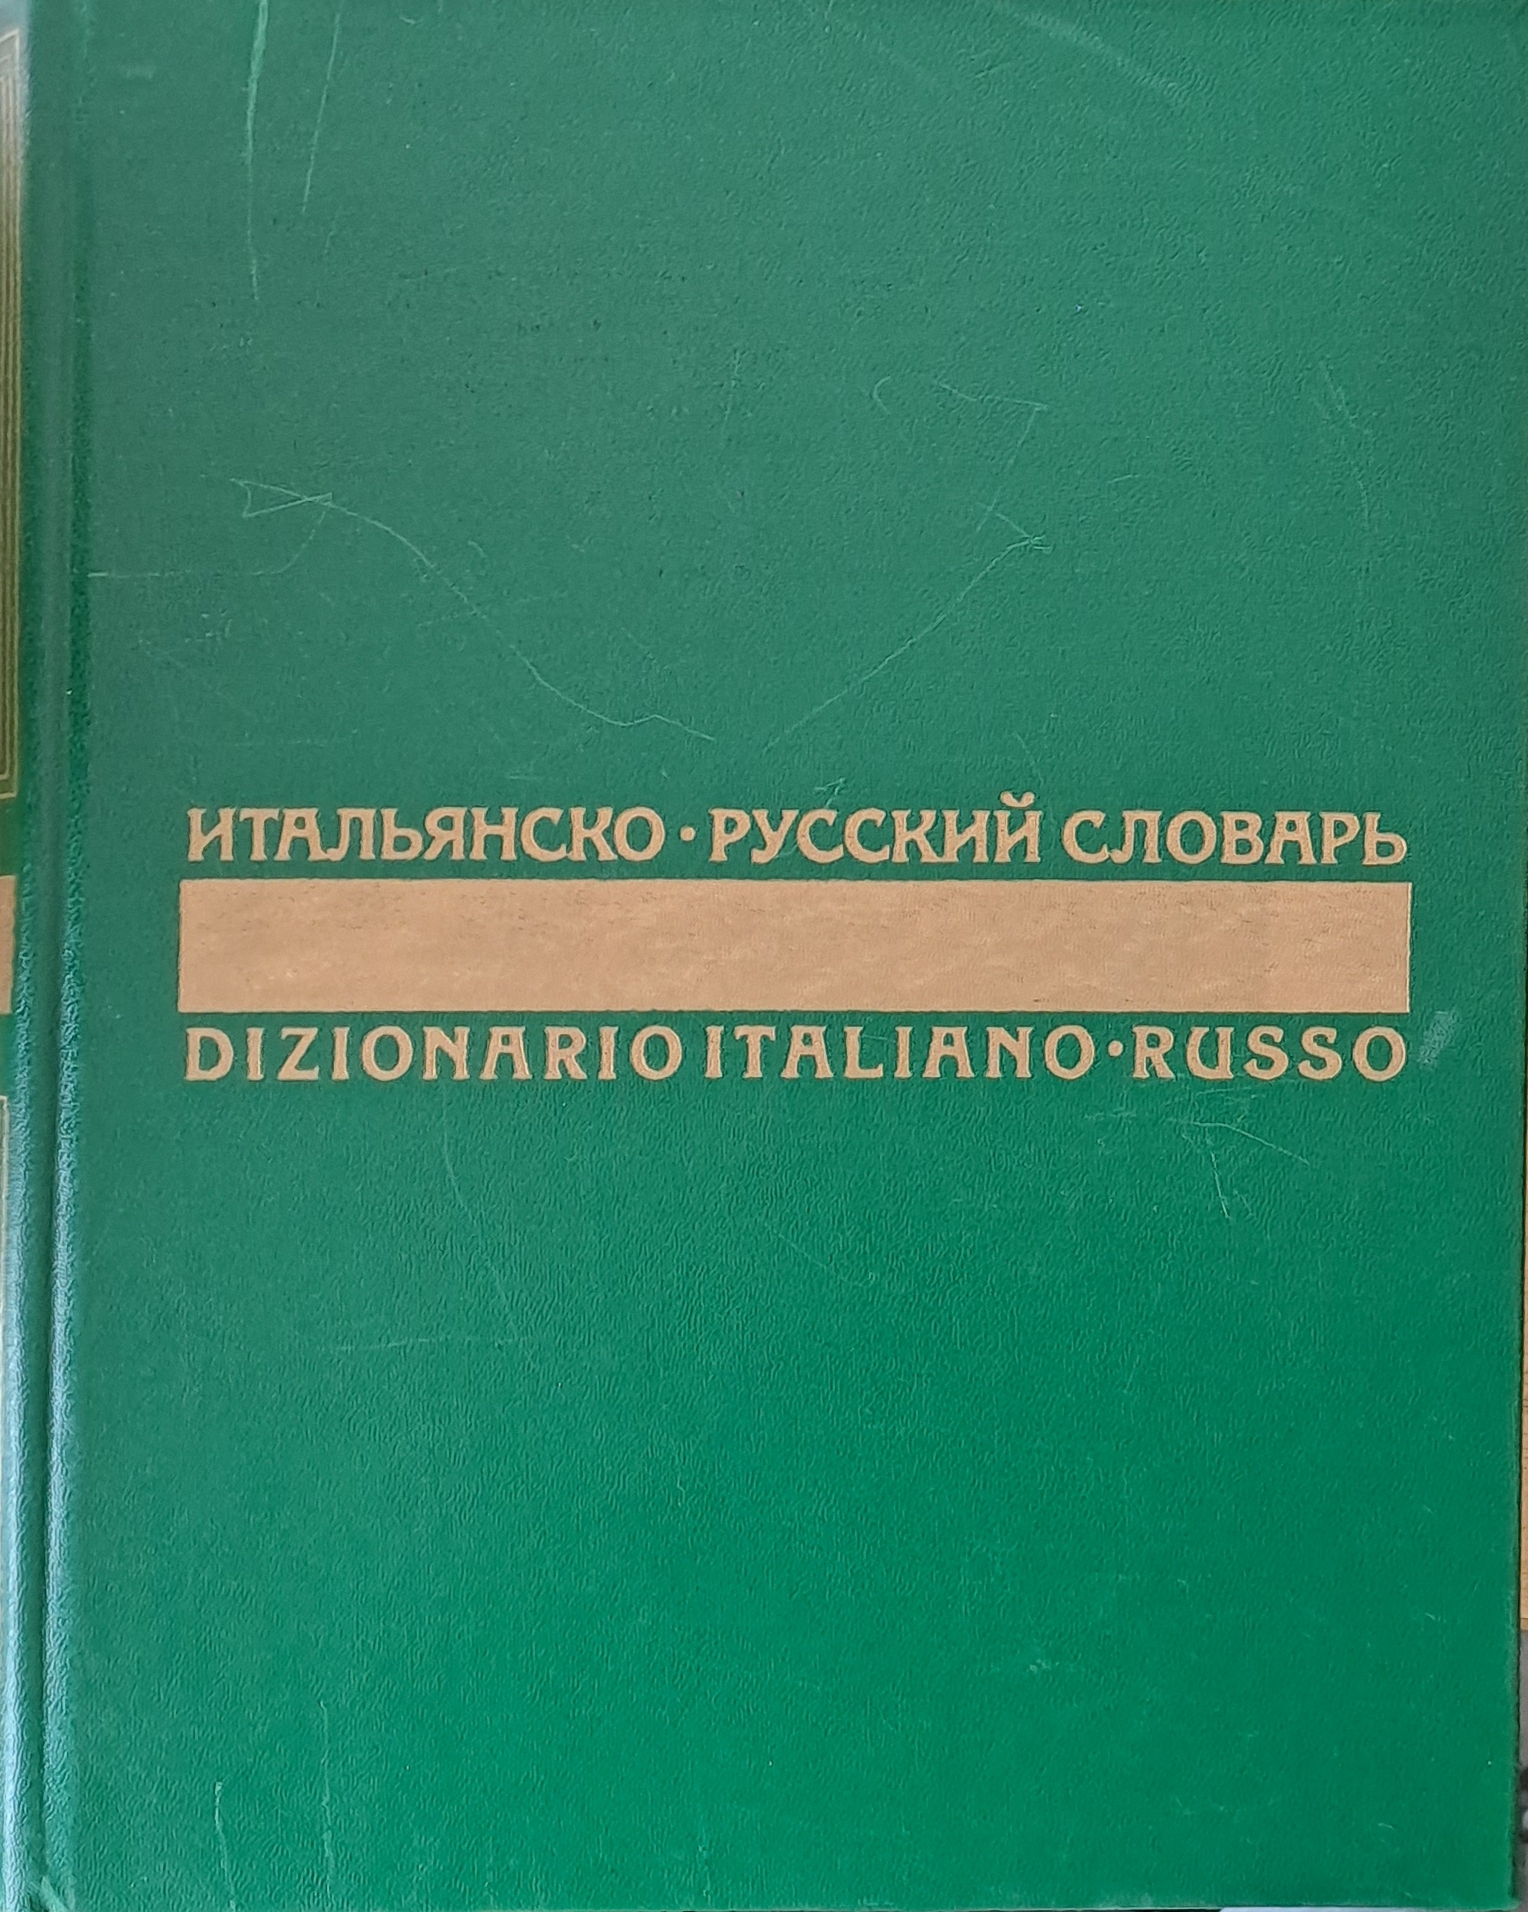 ИТАЛЬЯНСКО·РУССКИЙ СЛОВАРЬ
DIZIONARIO ITALIANO·RUSSO